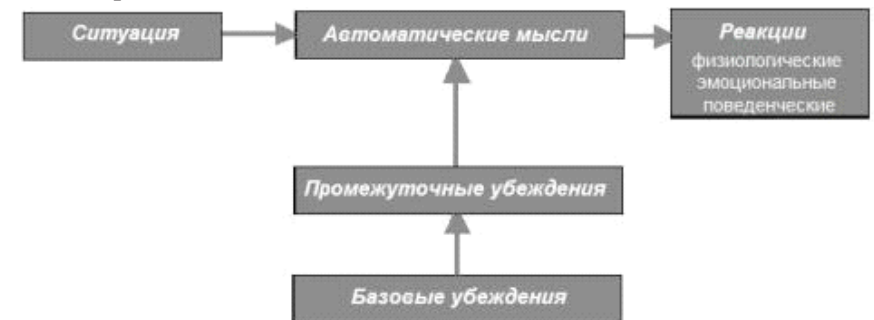 Ситуация
Автоматические мысли
Реакции
физиологические
эмоциональные
поведенческие
Промежуточные убеждения
Базовые убеждения